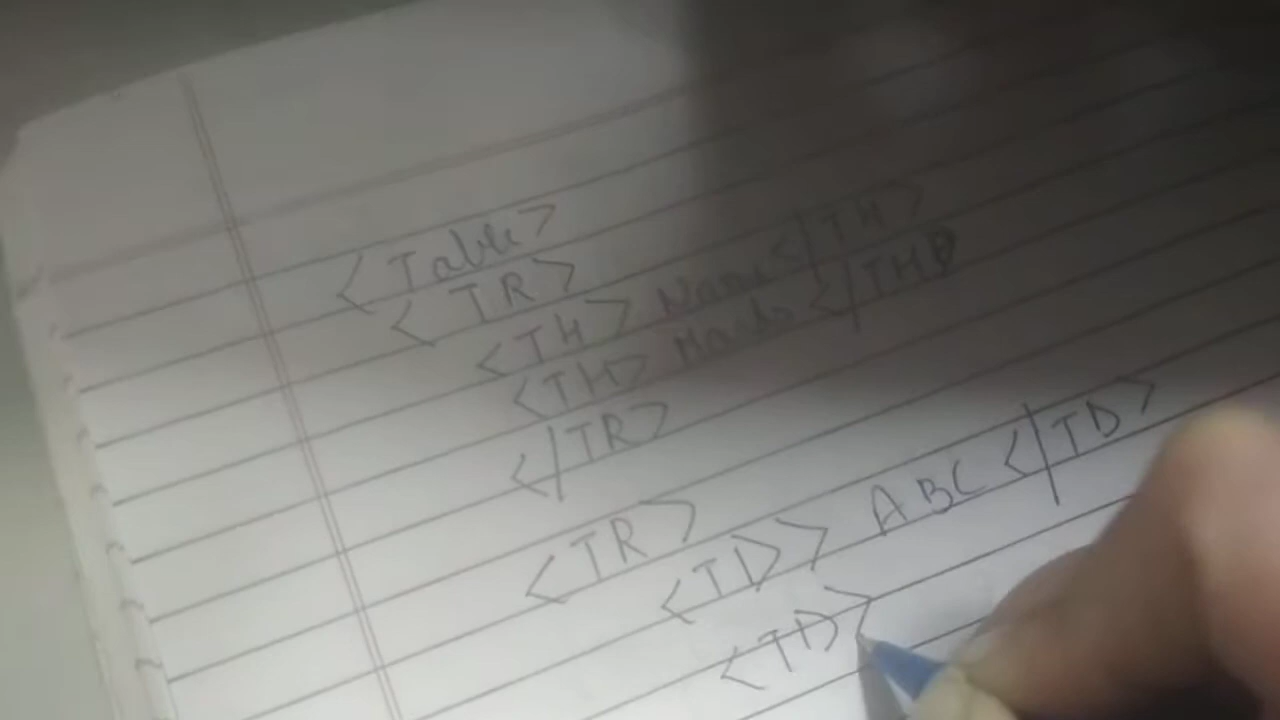 <Table>
<TR>
<TH> Name </TH>
<TH> Marks </TH>
</TR>
<TR>
<TD> ABC </TD>
<TD>